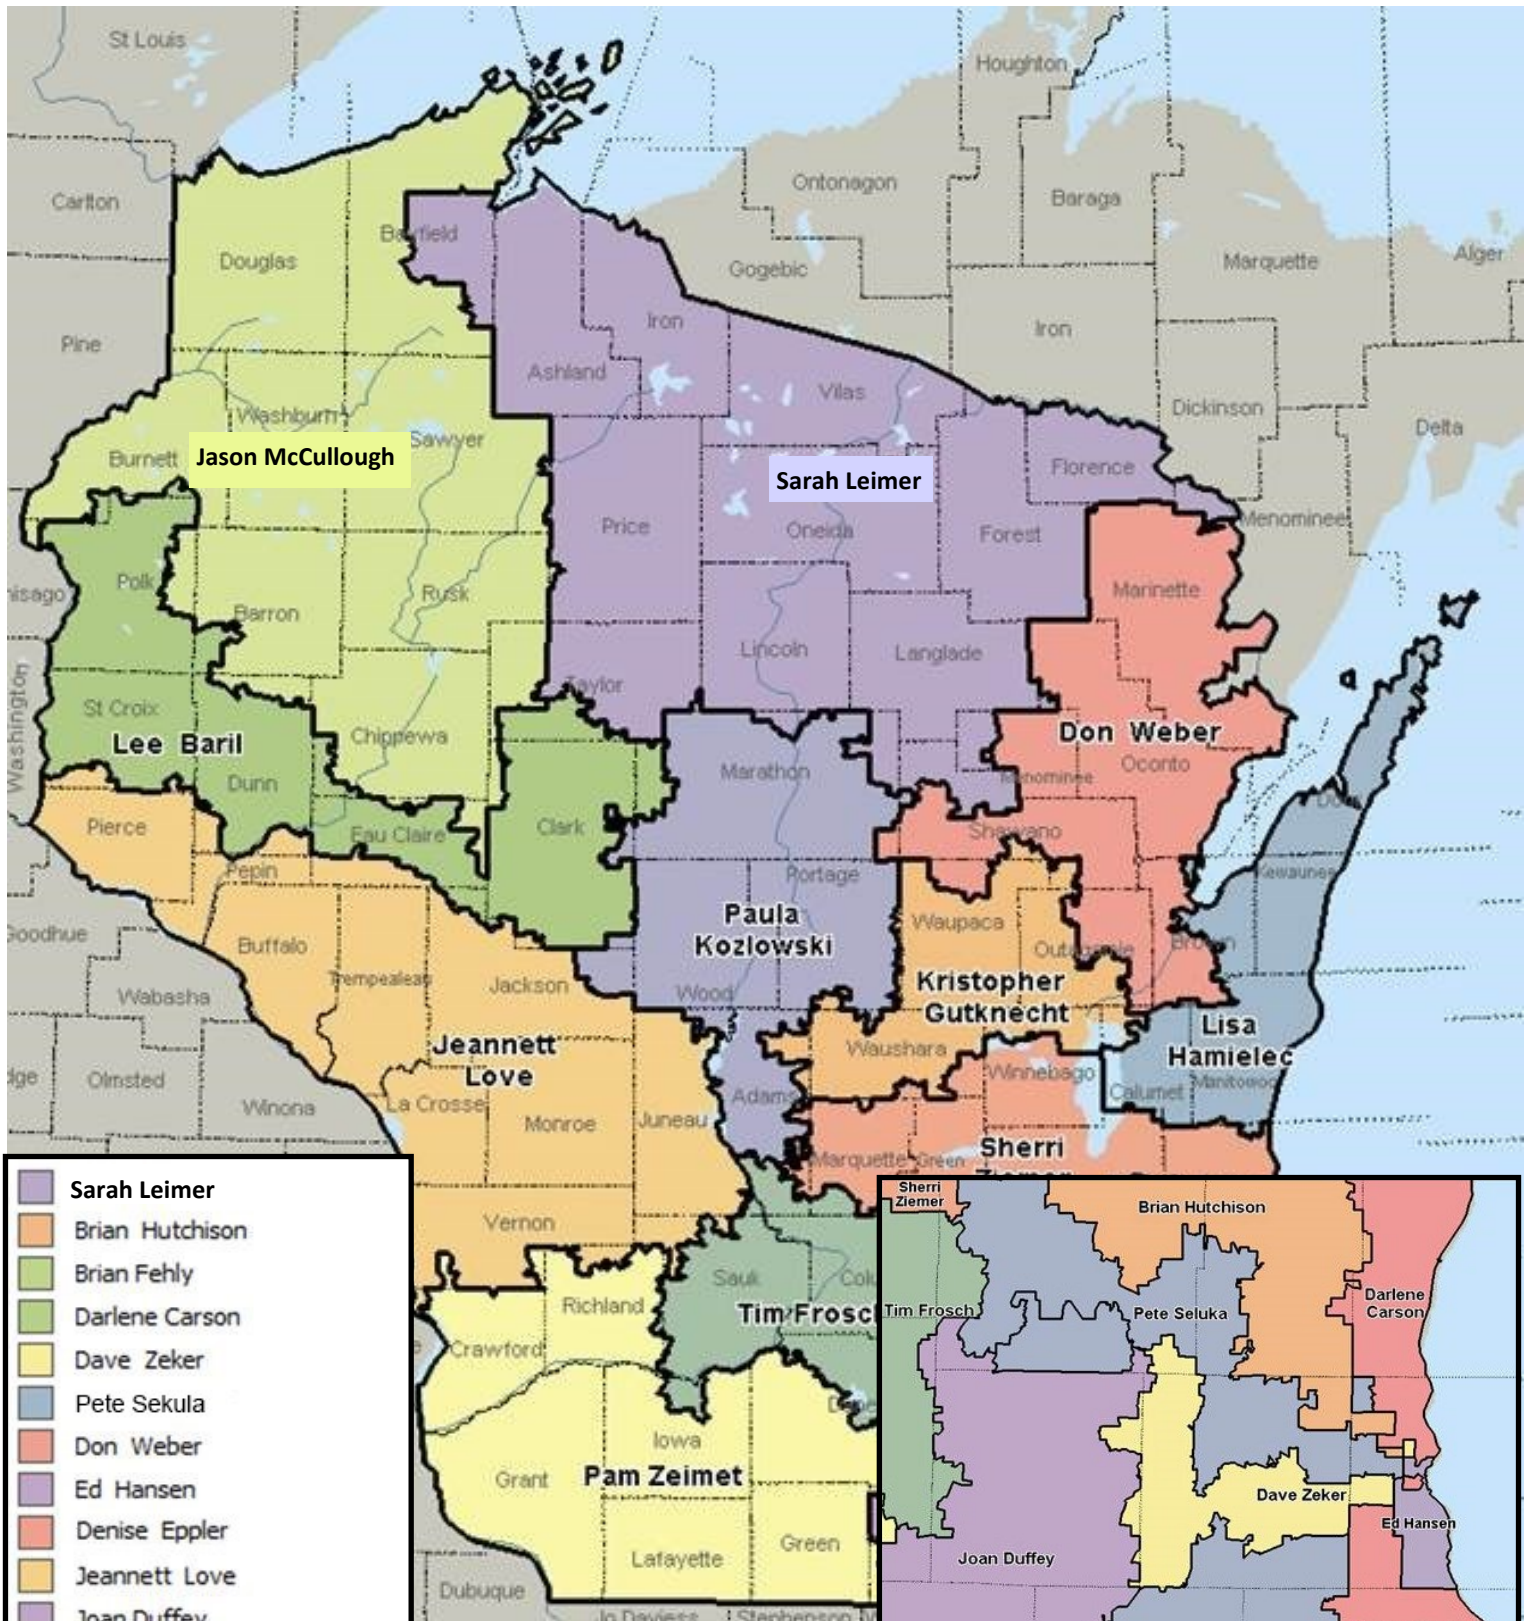 St Louis
Houghton
Carlton
Ontonagon
Baraga
Bayfield
Douglas
Gogebic
Marquette
Alger
Pine
Iron
Iron
Ashland
Vilas
Washburn
Dickinson
Sawyer
Delta
Burnett
Jason McCullough
Florence
Sarah Leimer
Price
Oneida
Forest
Menominee
Polk
Rusk
Marinette
Barron
Lincoln
Langlade
Washington
Taylor
St Croix
Lee Baril
Chippewa
Don Weber
Marathon
Oconto
Dunn
Menominee
Pierce
Eau Claire
Clark
Shawano
Pepin
Portage
Kewaunee
Paula
Kozlowski
Waupaca
Goodhue
Buffalo
Outagamie
Brown
Trempealeau
Jackson
Kristopher
Gutknecht
Wabasha
Wood
Lisa
Hamielec
Jeannett
Love
Waushara
Winnebago
Olmsted
Manitowoc
Calumet
Winona
La Crosse
Adams
Monroe
Juneau
Sherri
Marquette
Green
Vernon
Sauk
Richland
Tim Frosch
Crawford
Iowa
Grant
Pam Zeimet
Green
Lafayette
Dubuque
Jo Daviess
Stephenson
Sarah Leimer
Brian Hutchison
Brian Fehly
Darlene Carson
Dave Zeker
Pete Sekula
Don Weber
Ed Hansen
Denise Eppler
Jeannett Love
Joan Duffey
Sherri
Ziemer
Brian Hutchison
Darlene
Carson
Tim Frosch
Pete Seluka
Dave Zeker
Ed Hansen
Joan Duffey